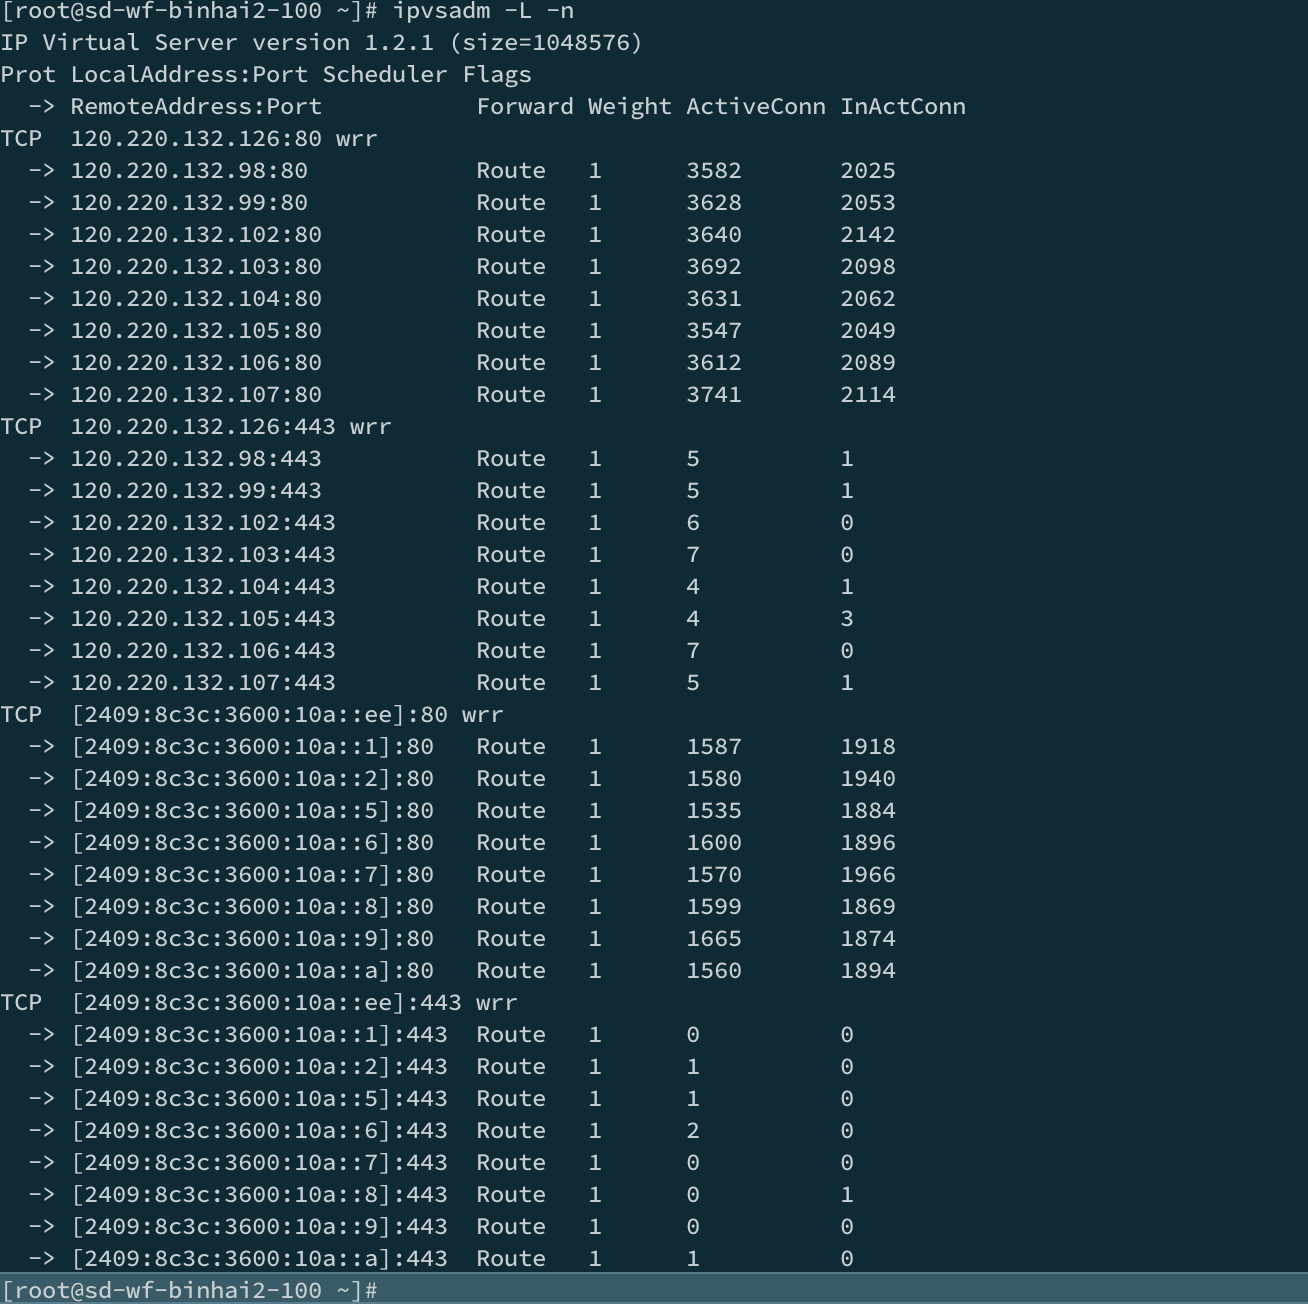 [root@sd-wf-binhai2-100 ~]# ipvsadm -L -n
IP Virtual Server version 1.2.1 (size=1048576)
Prot LocalAddress:Port Scheduler Flags
  -> RemoteAddress:Port           Forward Weight ActiveConn InActConn
TCP  120.220.132.126:80 wrr
  -> 120.220.132.98:80            Route   1      3582       2025
  -> 120.220.132.99:80            Route   1      3628       2053
  -> 120.220.132.102:80           Route   1      3640       2142
  -> 120.220.132.103:80           Route   1      3692       2098
  -> 120.220.132.104:80           Route   1      3631       2062
  -> 120.220.132.105:80           Route   1      3547       2049
  -> 120.220.132.106:80           Route   1      3612       2089
  -> 120.220.132.107:80           Route   1      3741       2114
TCP  120.220.132.126:443 wrr
  -> 120.220.132.98:443           Route   1      5          1
  -> 120.220.132.99:443           Route   1      5          1
  -> 120.220.132.102:443          Route   1      6          0
  -> 120.220.132.103:443          Route   1      7          0
  -> 120.220.132.104:443          Route   1      4          1
  -> 120.220.132.105:443          Route   1      4          3
  -> 120.220.132.106:443          Route   1      7          0
  -> 120.220.132.107:443          Route   1      5          1
TCP  [2409:8c3c:3600:10a::ee]:80 wrr
  -> [2409:8c3c:3600:10a::1]:80   Route   1      1587       1918
  -> [2409:8c3c:3600:10a::2]:80   Route   1      1580       1940
  -> [2409:8c3c:3600:10a::5]:80   Route   1      1535       1884
  -> [2409:8c3c:3600:10a::6]:80   Route   1      1600       1896
  -> [2409:8c3c:3600:10a::7]:80   Route   1      1570       1966
  -> [2409:8c3c:3600:10a::8]:80   Route   1      1599       1869
  -> [2409:8c3c:3600:10a::9]:80   Route   1      1665       1874
  -> [2409:8c3c:3600:10a::a]:80   Route   1      1560       1894
TCP  [2409:8c3c:3600:10a::ee]:443 wrr
  -> [2409:8c3c:3600:10a::1]:443  Route   1      0          0
  -> [2409:8c3c:3600:10a::2]:443  Route   1      1          0
  -> [2409:8c3c:3600:10a::5]:443  Route   1      1          0
  -> [2409:8c3c:3600:10a::6]:443  Route   1      2          0
  -> [2409:8c3c:3600:10a::7]:443  Route   1      0          0
  -> [2409:8c3c:3600:10a::8]:443  Route   1      0          1
  -> [2409:8c3c:3600:10a::9]:443  Route   1      0          0
  -> [2409:8c3c:3600:10a::a]:443  Route   1      1          0
[root@sd-wf-binhai2-100 ~]#